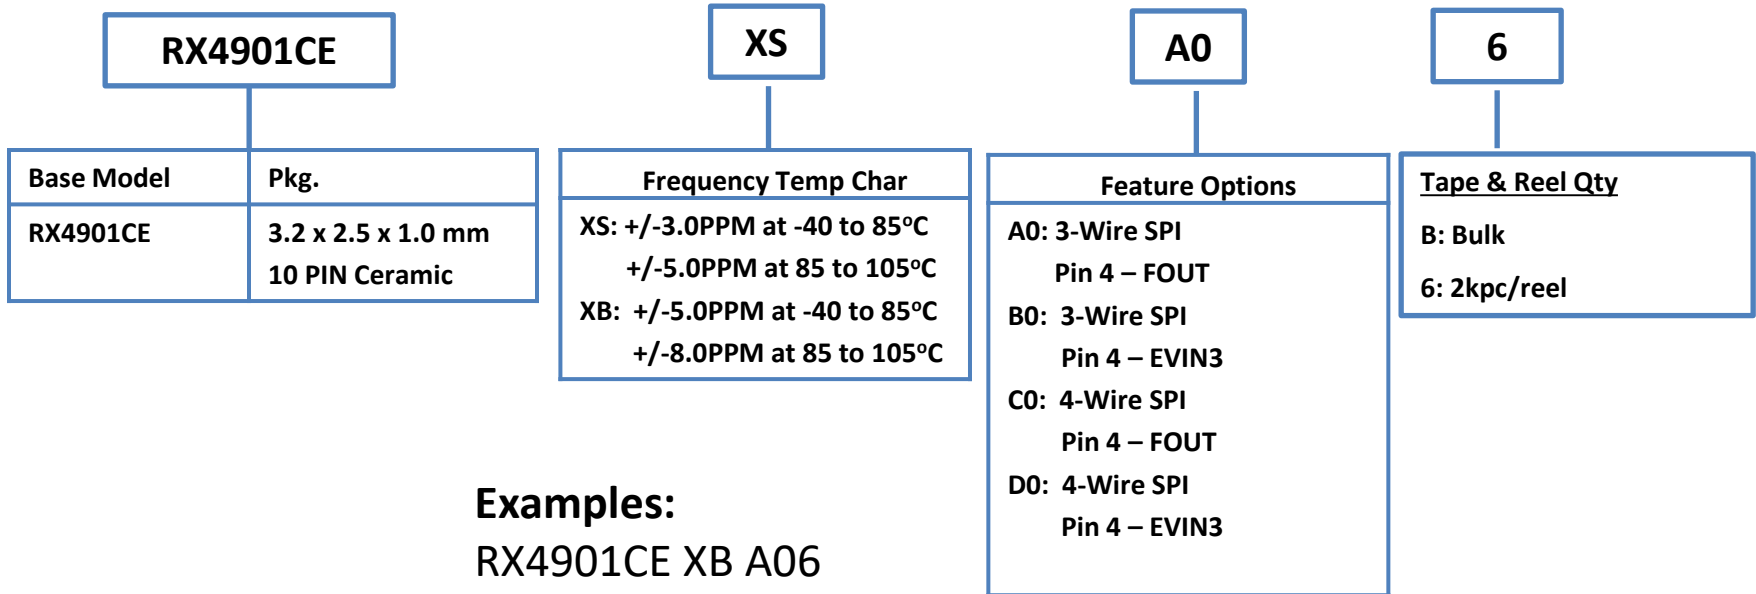 RX4901CE
XS
A0
6
Base Model Pkg.
RX4901CE 3.2 x 2.5 x 1.0 mm
10 PIN Ceramic
Frequency Temp Char
XS: +/-3.0PPM at -40 to 85°C
+/-5.0PPM at 85 to 105°C
XB: +/-5.0PPM at -40 to 85°C
+/-8.0PPM at 85 to 105°C
Feature Options
A0: 3-Wire SPI
Pin 4 – FOUT
B0: 3-Wire SPI
Pin 4 – EVIN3
C0: 4-Wire SPI
Pin 4 – FOUT
D0: 4-Wire SPI
Pin 4 – EVIN3
Tape & Reel Qty
B: Bulk
6: 2kpc/reel
Examples:
RX4901CE XB A06